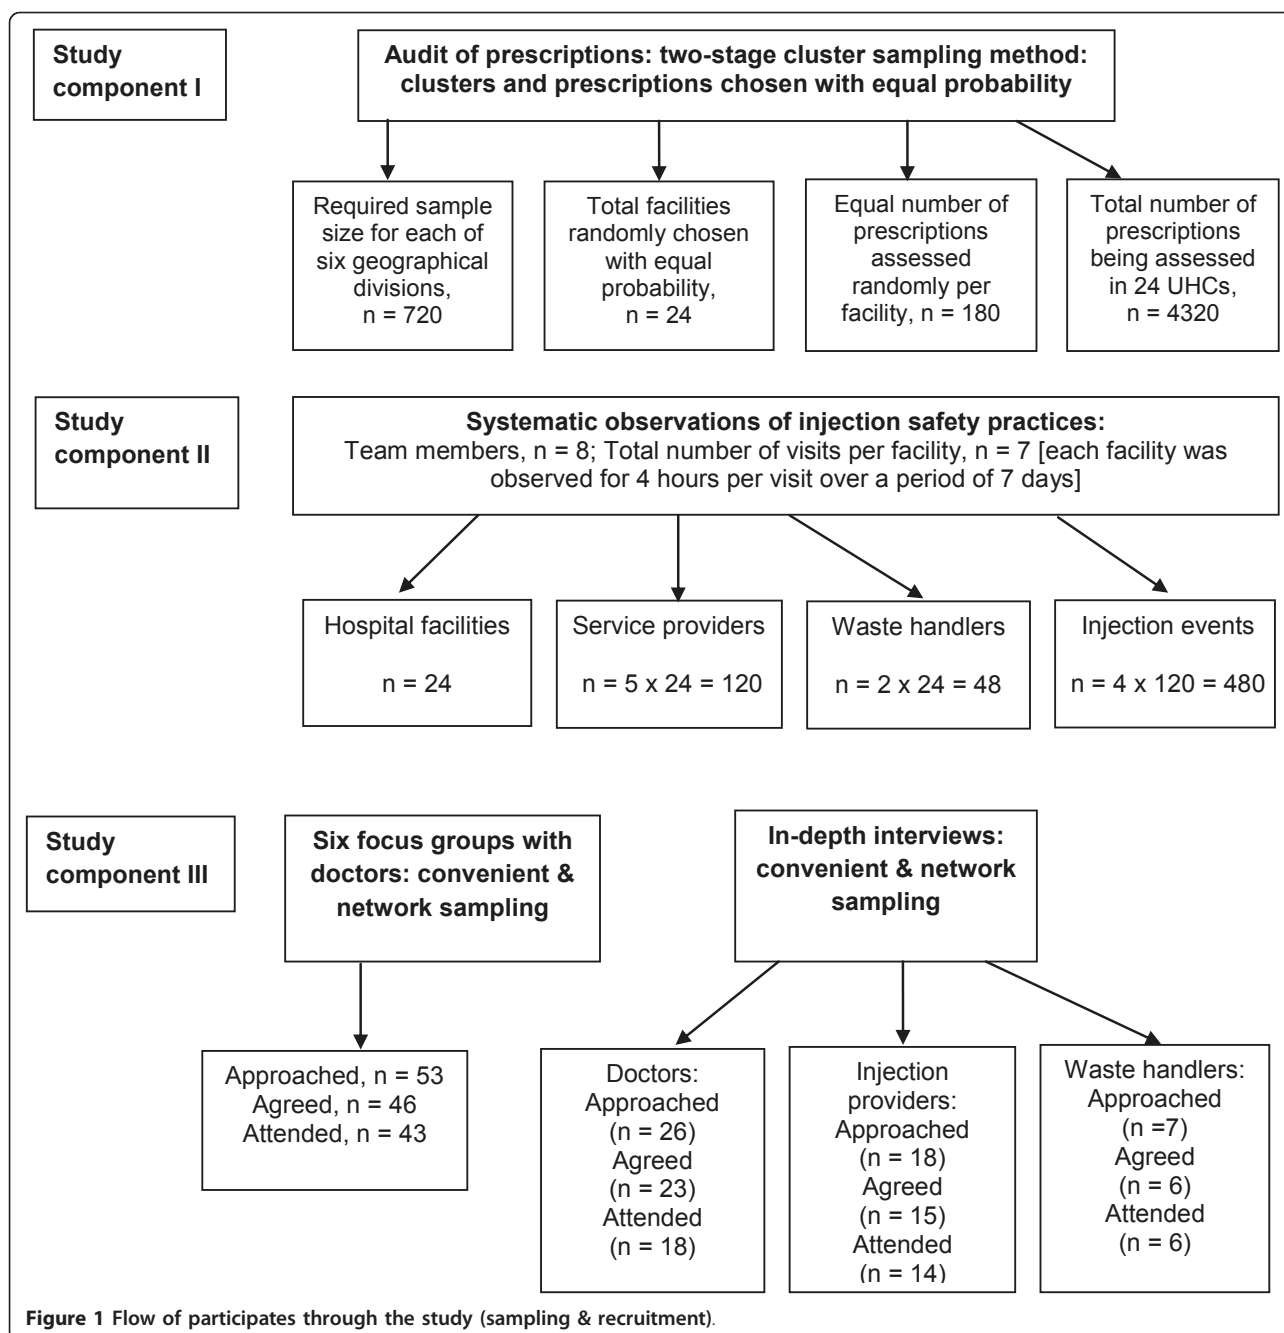 Study
component I
Audit of prescriptions: two-stage cluster sampling method:
clusters and prescriptions chosen with equal probability
Required sample
size for each of
six geographical
divisions,
n = 720
Total facilities
randomly chosen
with equal
probability,
n = 24
Equal number of
prescriptions
assessed
randomly per
facility, n = 180
Total number of
prescriptions
being assessed
in 24 UHCs,
n = 4320
Study
component II
Systematic observations of injection safety practices:
Team members, n = 8; Total number of visits per facility, n = 7 [each facility was
observed for 4 hours per visit over a period of 7 days]
Hospital facilities
n = 24
Service providers
n = 5 x 24 = 120
Waste handlers
n = 2 x 24 = 48
Injection events
n = 4 x 120 = 480
Study
component III
Six focus groups with
doctors: convenient &
network sampling
In-depth interviews:
convenient & network
sampling
Approached, n = 53
Agreed, n = 46
Attended, n = 43
Doctors:
Approached
(n = 26)
Agreed
(n = 23)
Attended
(n = 18)
Injection
providers:
Approached
(n = 18)
Agreed
(n = 15)
Attended
(n = 14)
Waste handlers:
Approached
(n =7)
Agreed
(n = 6)
Attended
(n = 6)
Figure 1 Flow of participates through the study (sampling & recruitment).